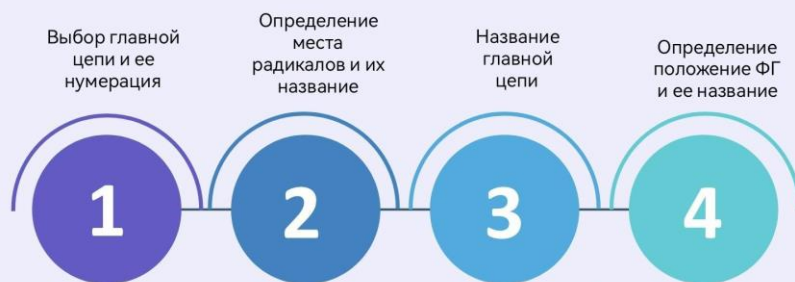 Выбор главной
цепи и ее
нумерация
1
Определение
места
радикалов и их
название
2
Название
главной
цепи
3
Определение
положение ФГ
и ее название
4